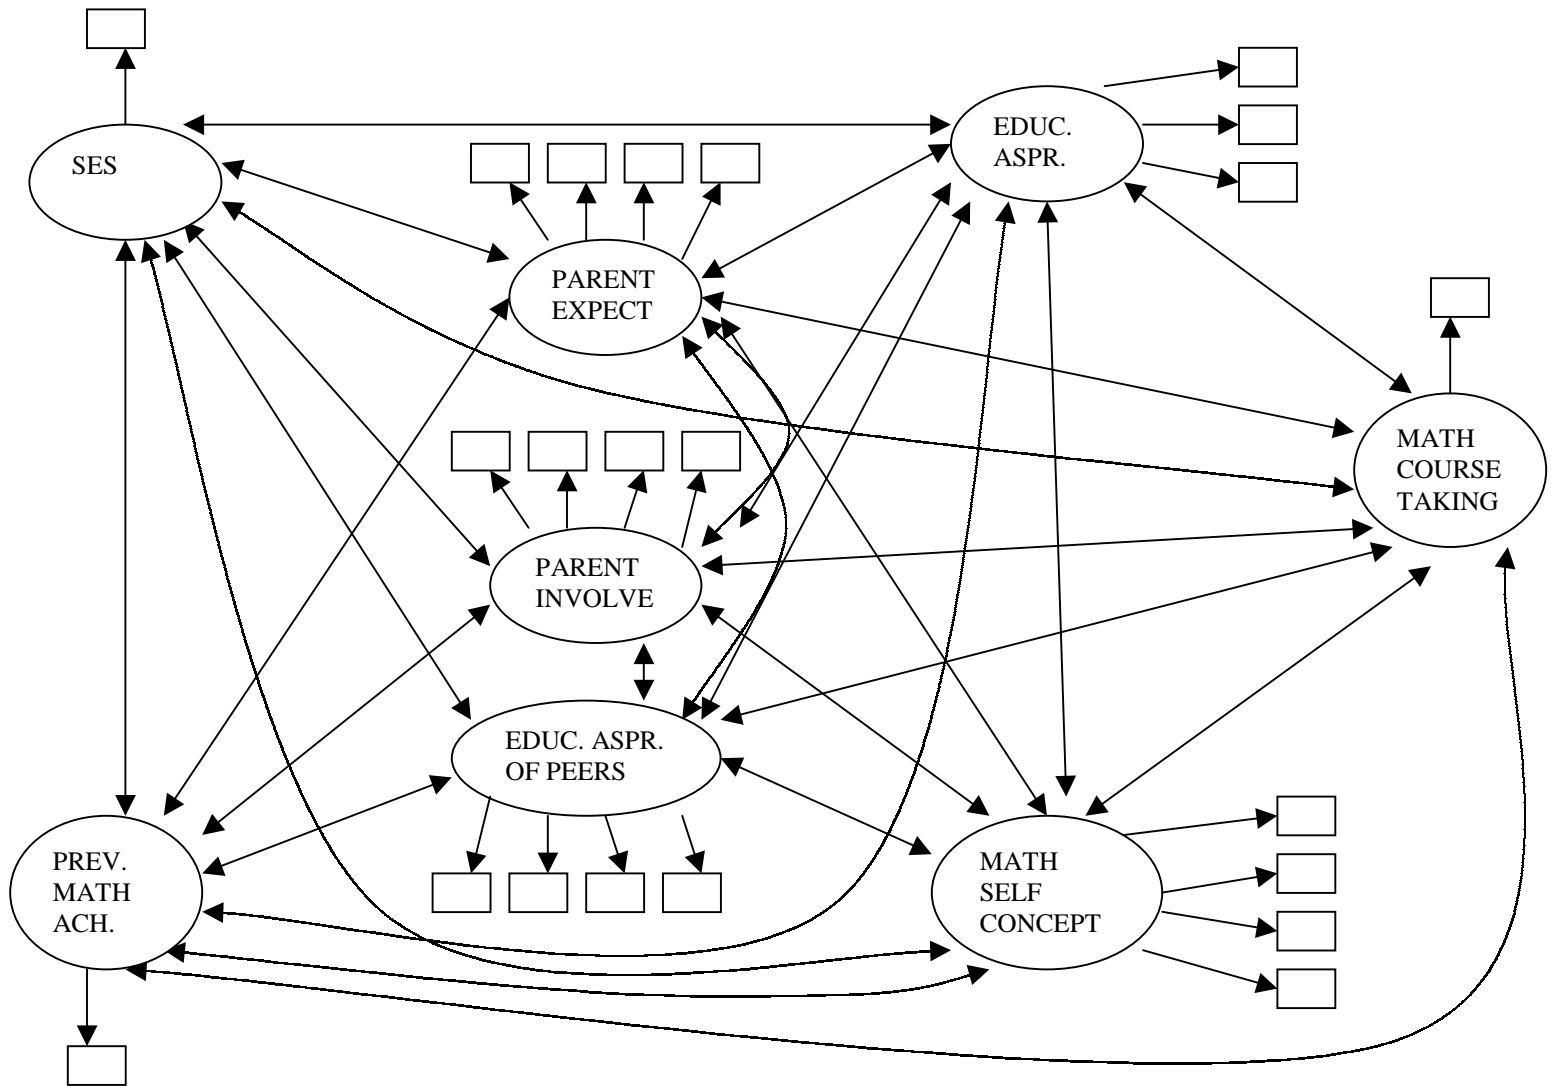 SES
EDUC.
ASPR.
PARENT
EXPECT
MATH
COURSE
TAKING
PARENT
INVOLVE
EDUC. ASPR.
OF PEERS
PREV.
MATH
ACH.
MATH
SELF
CONCEPT